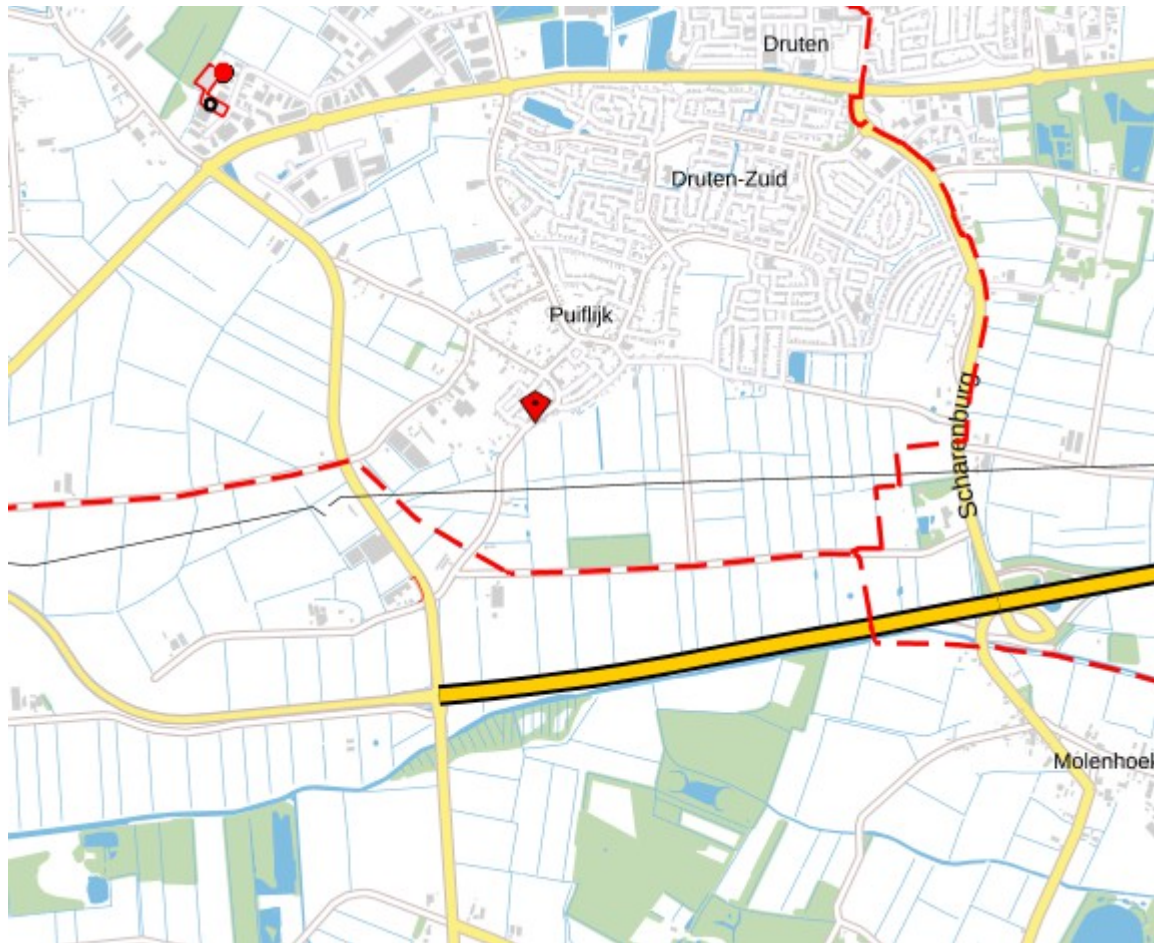 Druten
Druten-Zuid
Puiflijk
Scharenburg
Molenhoek